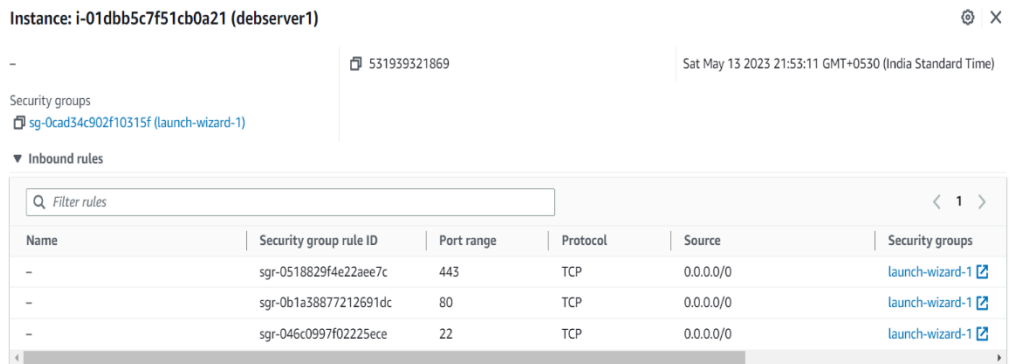 Instance: i-01dbb5c7f51cb0a21 (debserver1)
– 531939321869 Sat May 13 2023 21:53:11 GMT+0530 (India Standard Time)
Security groups
sg-0cad34c902f10315f (launch-wizard-1)
▼ Inbound rules
Filter rules
1
Name Security group rule ID Port range Protocol Source Security groups
– sgr-0518829f4e22aee7c 443 TCP 0.0.0.0/0 launch-wizard-1
– sgr-0b1a38877212691dc 80 TCP 0.0.0.0/0 launch-wizard-1
– sgr-046c0997f02225ece 22 TCP 0.0.0.0/0 launch-wizard-1